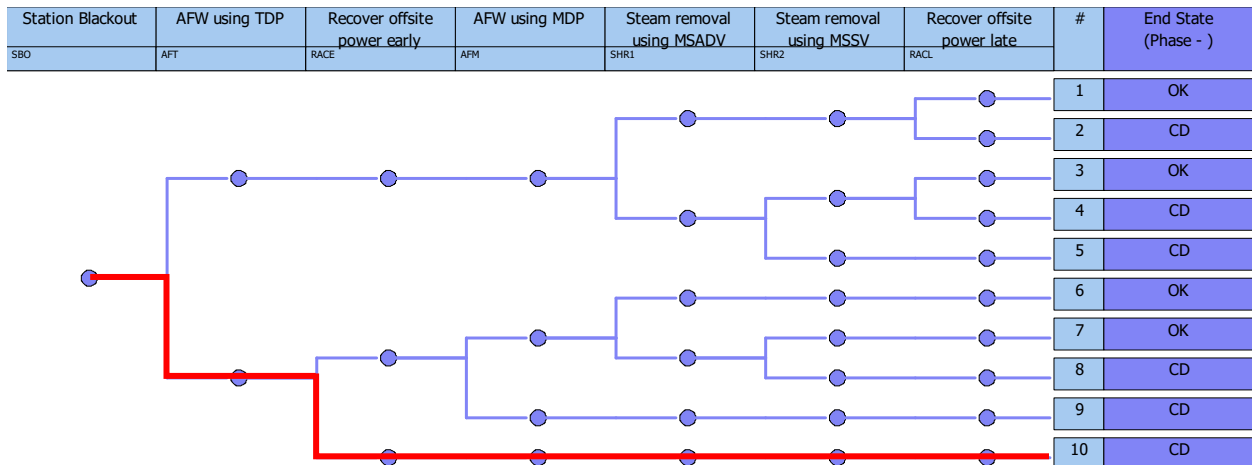 Station Blackout
SBO
AFW using TDP
AFT
Recover offsite
power early
RACE
AFW using MDP
AFM
Steam removal
using MSADV
SHR1
Steam removal
using MSSV
SHR2
Recover offsite
power late
RACL
#
End State
(Phase - )
1 OK
2 CD
3 OK
4 CD
5 CD
6 OK
7 OK
8 CD
9 CD
10 CD